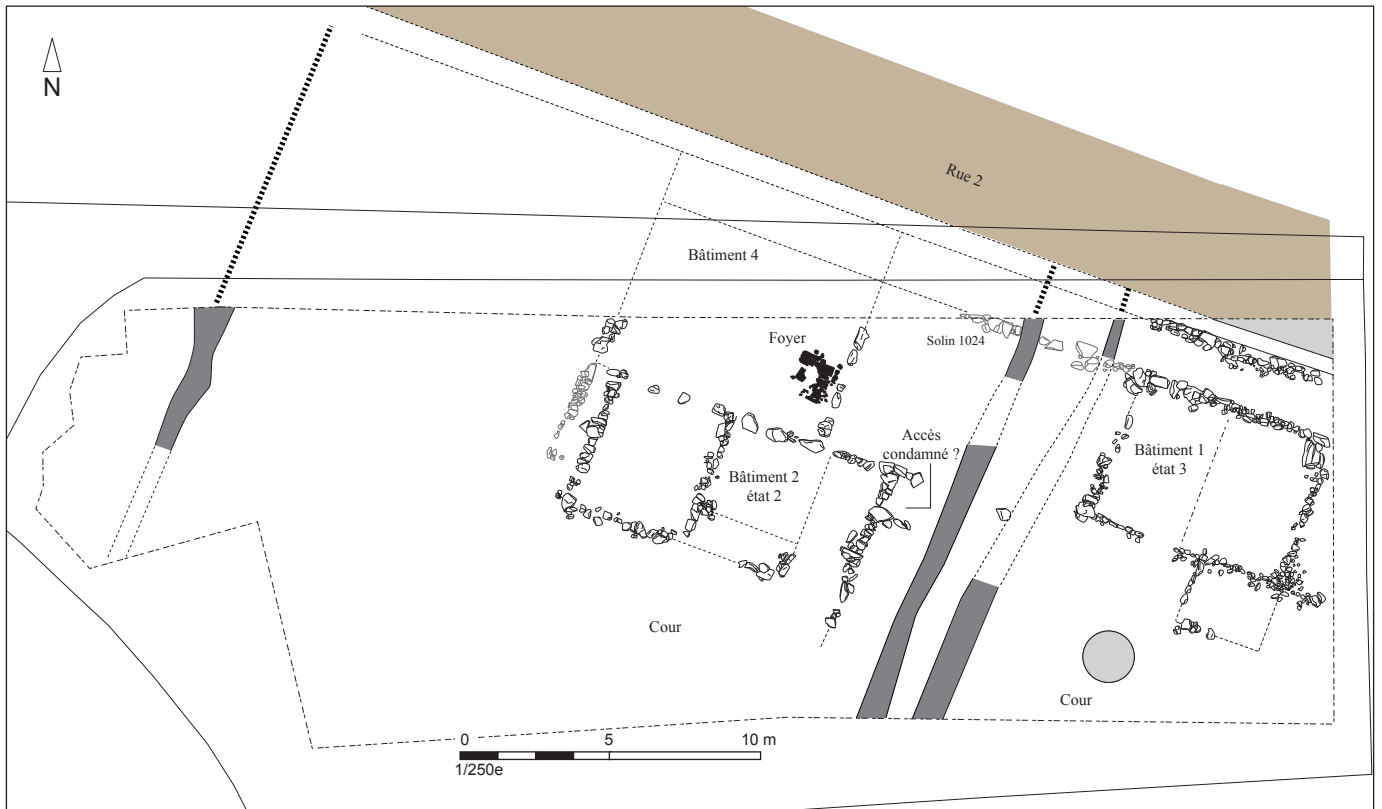 N
Rue 2
Bâtiment 4
Foyer
Solin 1024
Accès
condamné ?
Bâtiment 1
état 3
Bâtiment 2
état 2
Cour
Cour
0 5 10 m
1/250e